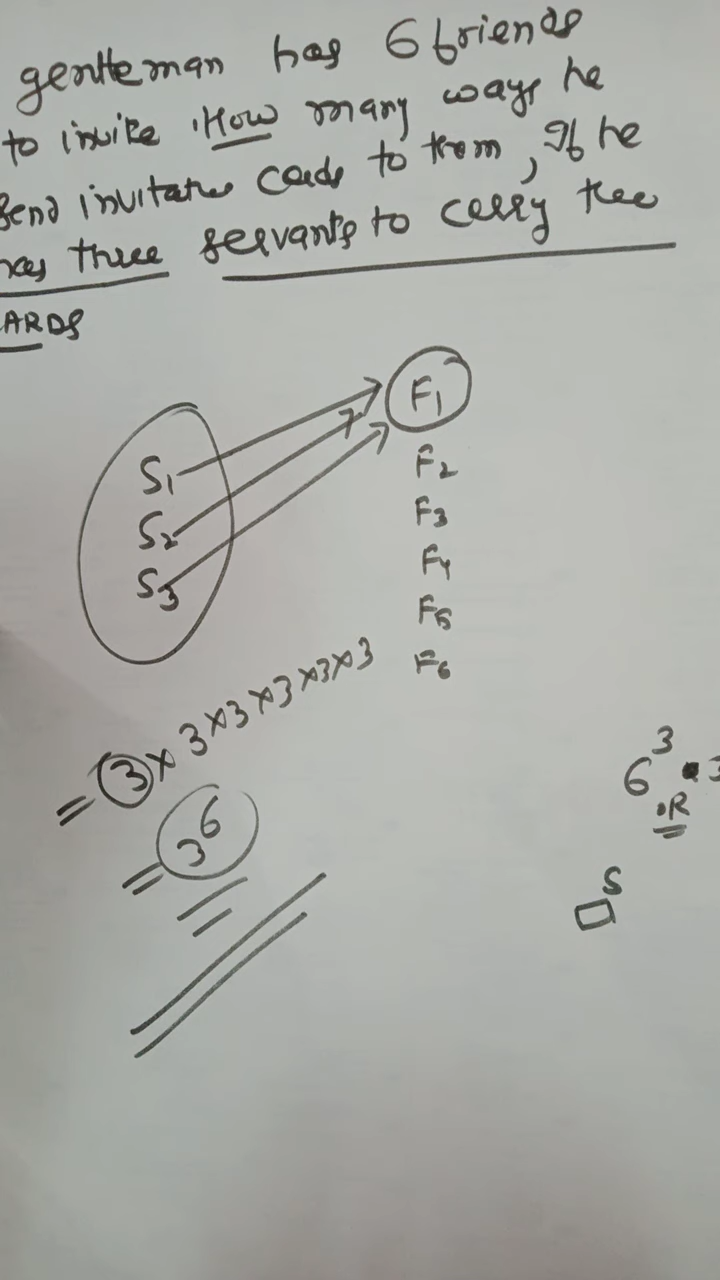 gentleman has 6 friends
to invite. How many ways he
send invitation cards to them, If he
has three servants to carry the
CARDS
S1
S2
S3
F1
F2
F3
F4
F5
F6
= 3 × 3 × 3 × 3 × 3 × 3
= 3^6
6^3
OR
S